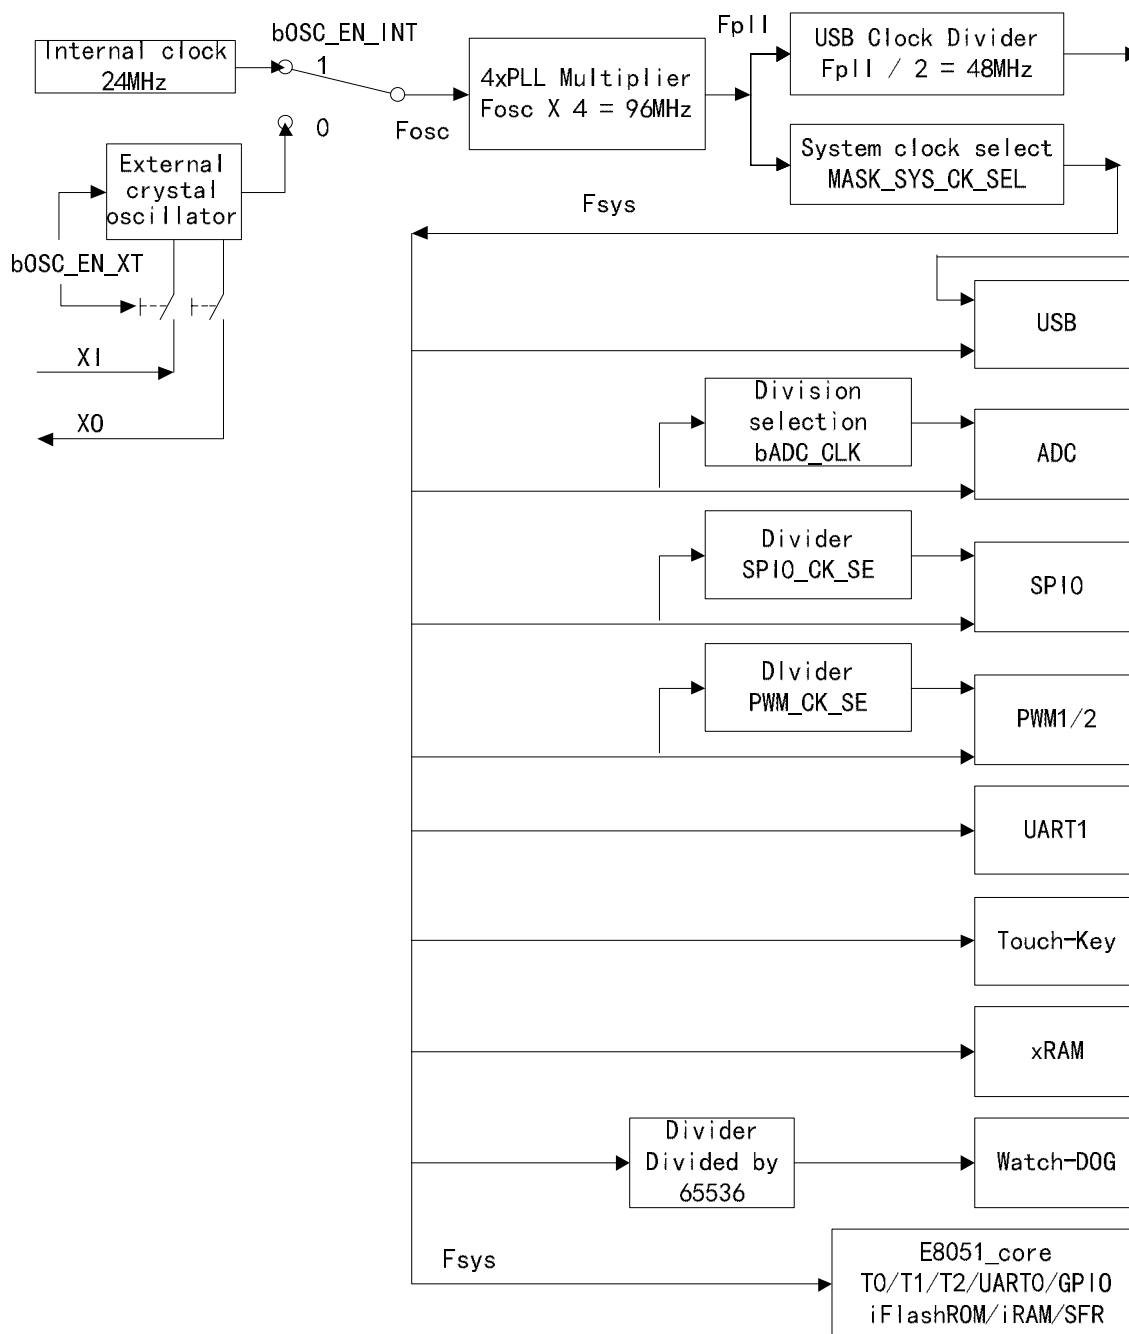 bOSC_EN_INT
Internal clock
24MHz
1
0
Fosc
4xPLL Multiplier
Fosc X 4 = 96MHz
Fpll
USB Clock Divider
Fpll / 2 = 48MHz
System clock select
MASK_SYS_CK_SEL
External
crystal
oscillator
bOSC_EN_XT
XI
XO
Fsys
USB
Division
selection
bADC_CLK
ADC
Divider
SPI0_CK_SE
SPI0
DIvider
PWM_CK_SE
PWM1/2
UART1
Touch-Key
xRAM
Divider
Divided by
65536
Watch-DOG
Fsys
E8051_core
T0/T1/T2/UART0/GPIO
iFlashROM/iRAM/SFR